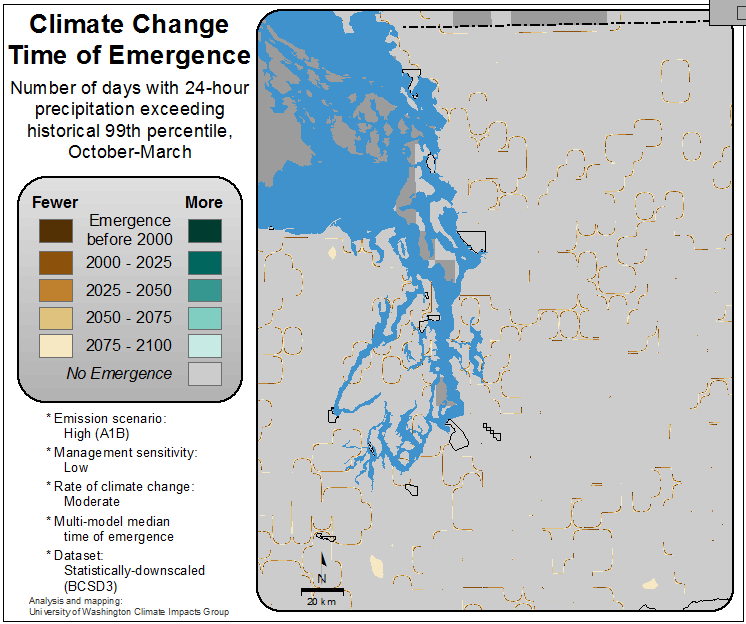 Climate Change
Time of Emergence
Number of days with 24-hour
precipitation exceeding
historical 99th percentile,
October-March
Fewer More
Emergence
before 2000
2000 - 2025
2025 - 2050
2050 - 2075
2075 - 2100
No Emergence
* Emission scenario:
High (A1B)
* Management sensitivity:
Low
* Rate of climate change:
Moderate
* Multi-model median
time of emergence
* Dataset:
Statistically-downscaled
(BCSD3)
Analysis and mapping:
University of Washington Climate Impacts Group
N
20 km